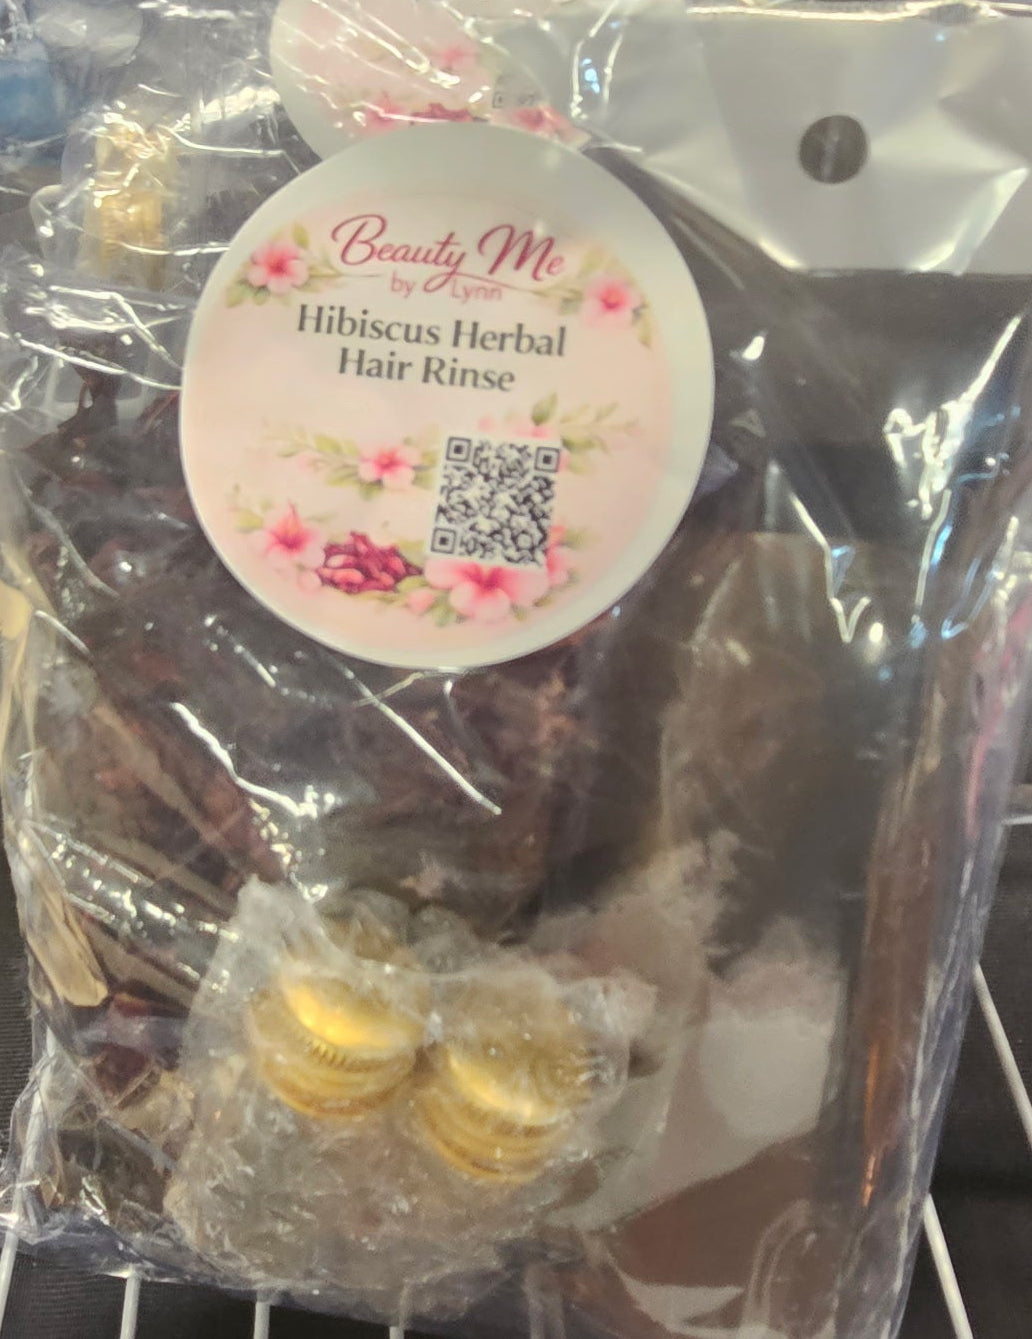 Beauty Me
by Lynn
Hibiscus Herbal
Hair Rinse